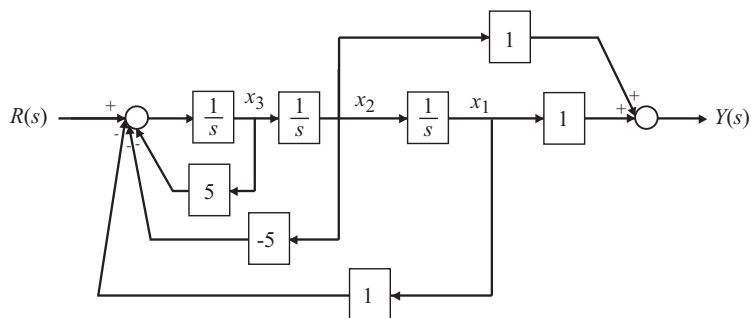 1
+
R(s) + 1/s x₃ 1/s x₂ 1/s x₁ 1 + Y(s)
- - -
5
-5
1